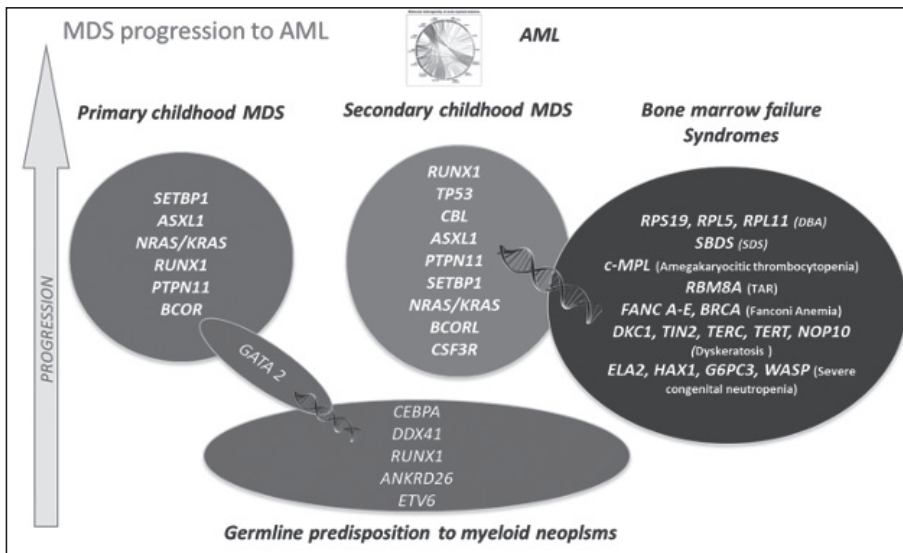 MDS progression to AML
AML
Primary childhood MDS
Secondary childhood MDS
Bone marrow failure
Syndromes
PROGRESSION
SETBP1
ASXL1
NRAS/KRAS
RUNX1
PTPN11
BCOR
RUNX1
TP53
CBL
ASXL1
PTPN11
SETBP1
NRAS/KRAS
BCORL
CSF3R
RPS19, RPL5, RPL11 (DBA)
SBDS (SDS)
c-MPL (Amegakaryocitic thrombocytopenia)
RBM8A (TAR)
FANC A-E, BRCA (Fanconi Anemia)
DKC1, TIN2, TERC, TERT, NOP10
(Dyskeratosis )
ELA2, HAX1, G6PC3, WASP (Severe
congenital neutropenia)
GATA 2
CEBPA
DDX41
RUNX1
ANKRD26
ETV6
Germline predisposition to myeloid neoplsms